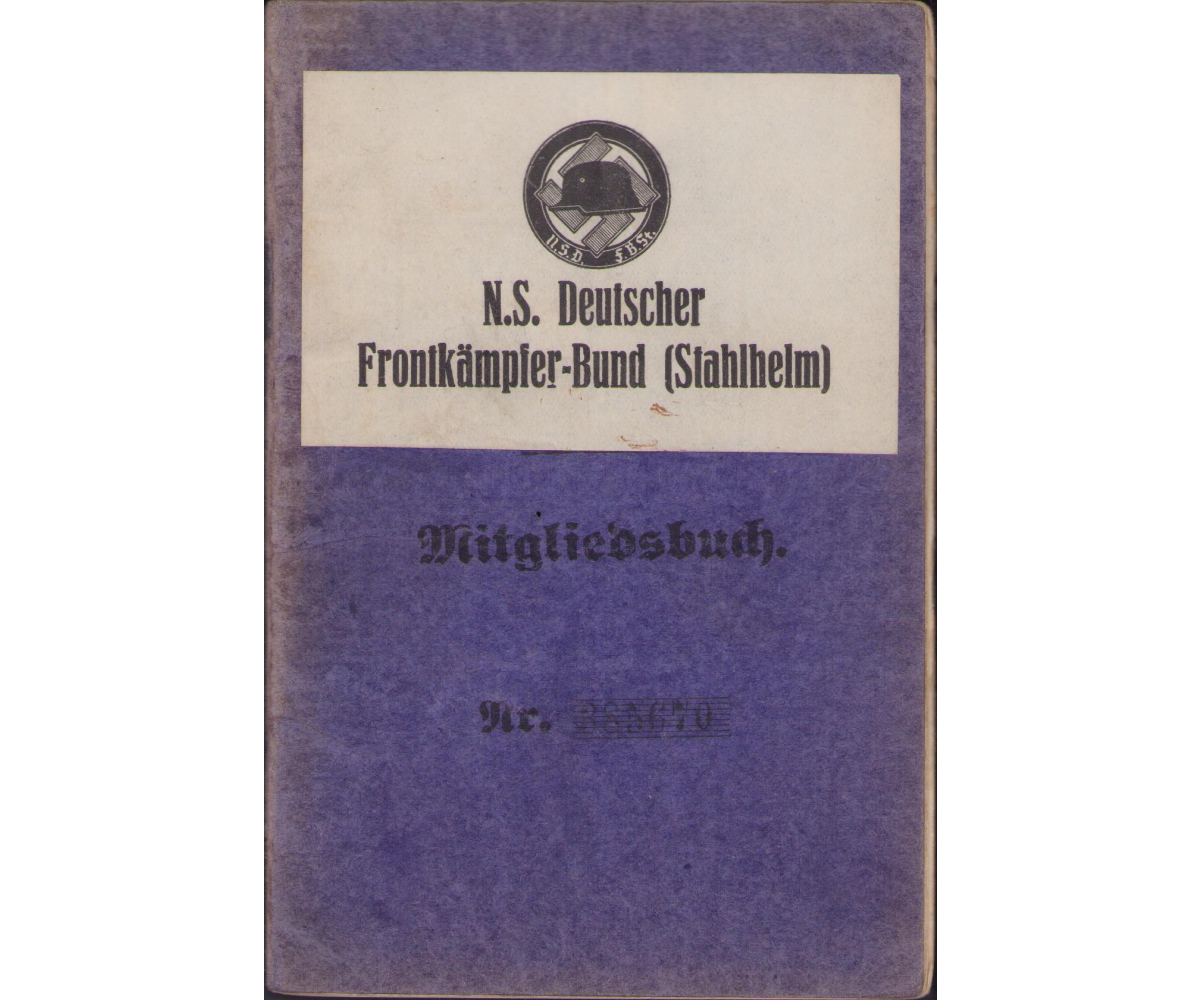 N.S.D. F.B.St.
N.S. Deutscher
Frontkämpfer-Bund (Stahlhelm)
Mitgliedsbuch.
Nr.